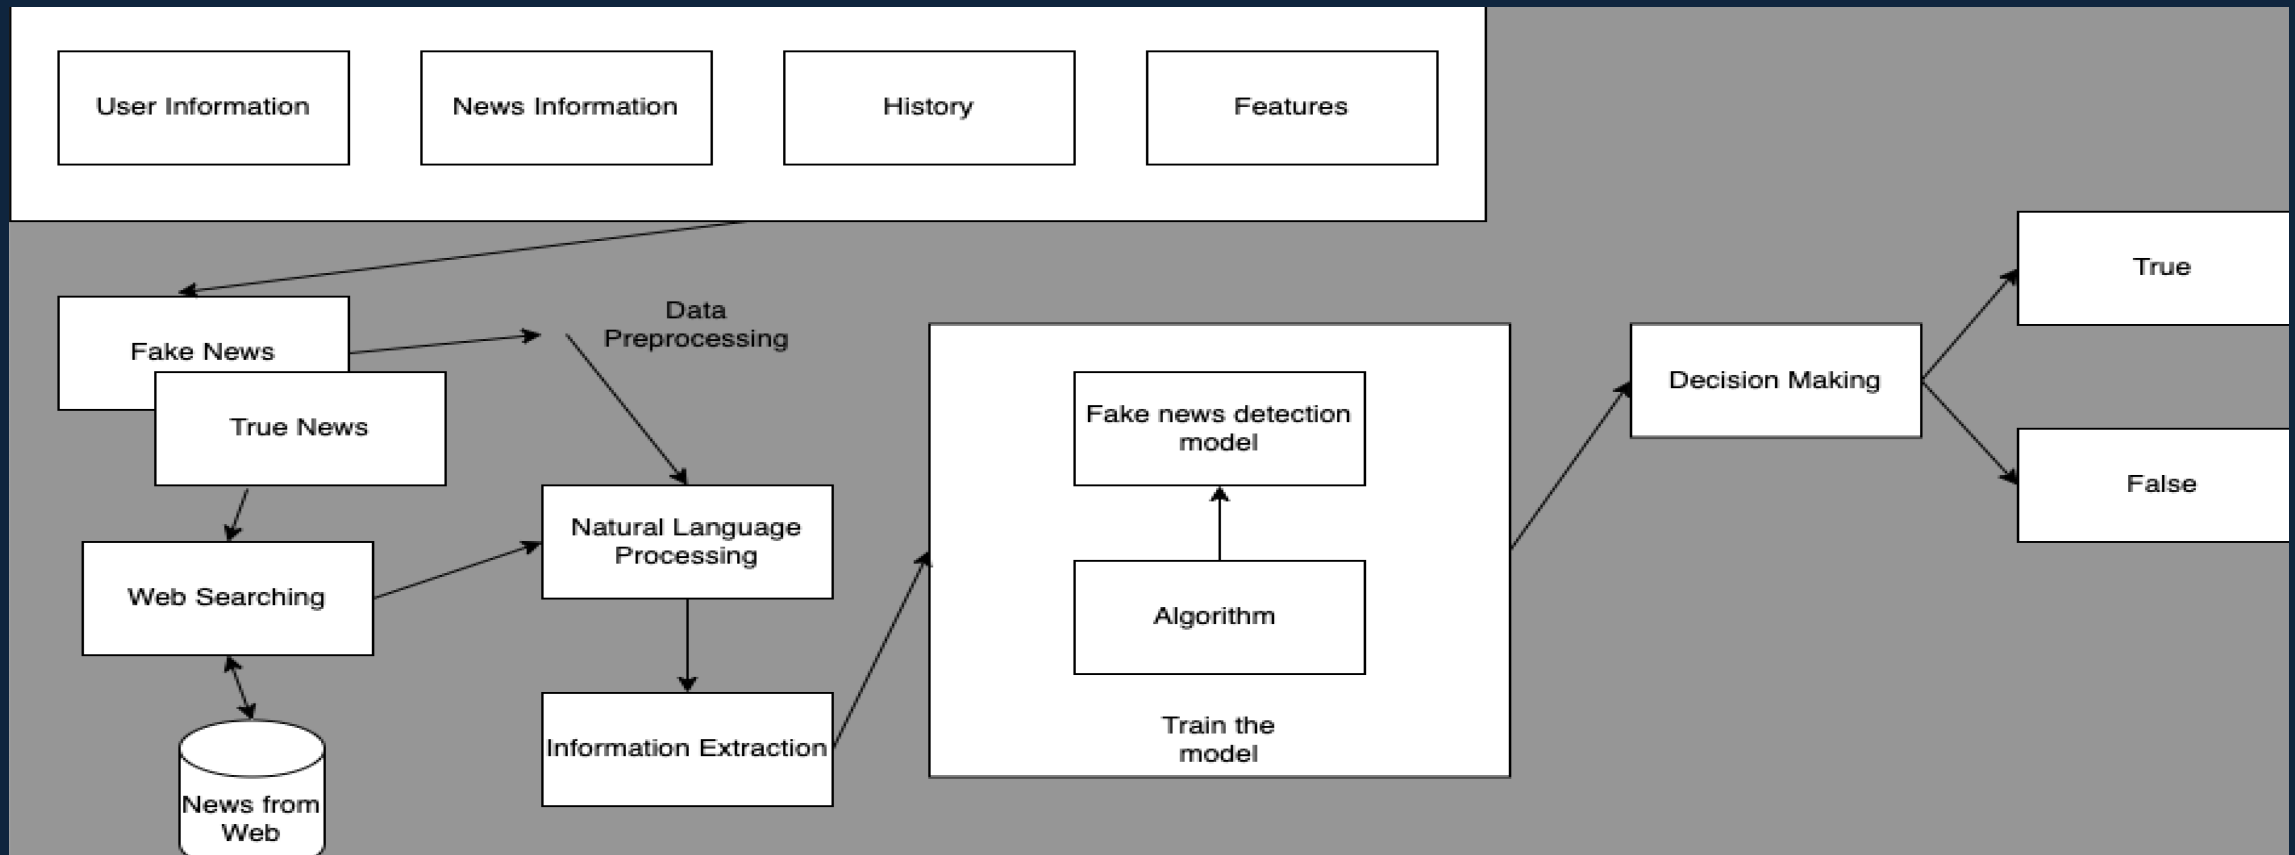 User Information
News Information
History
Features
Fake News
True News
Data
Preprocessing
Web Searching
News from
Web
Natural Language
Processing
Information Extraction
Fake news detection
model
Algorithm
Train the
model
Decision Making
True
False